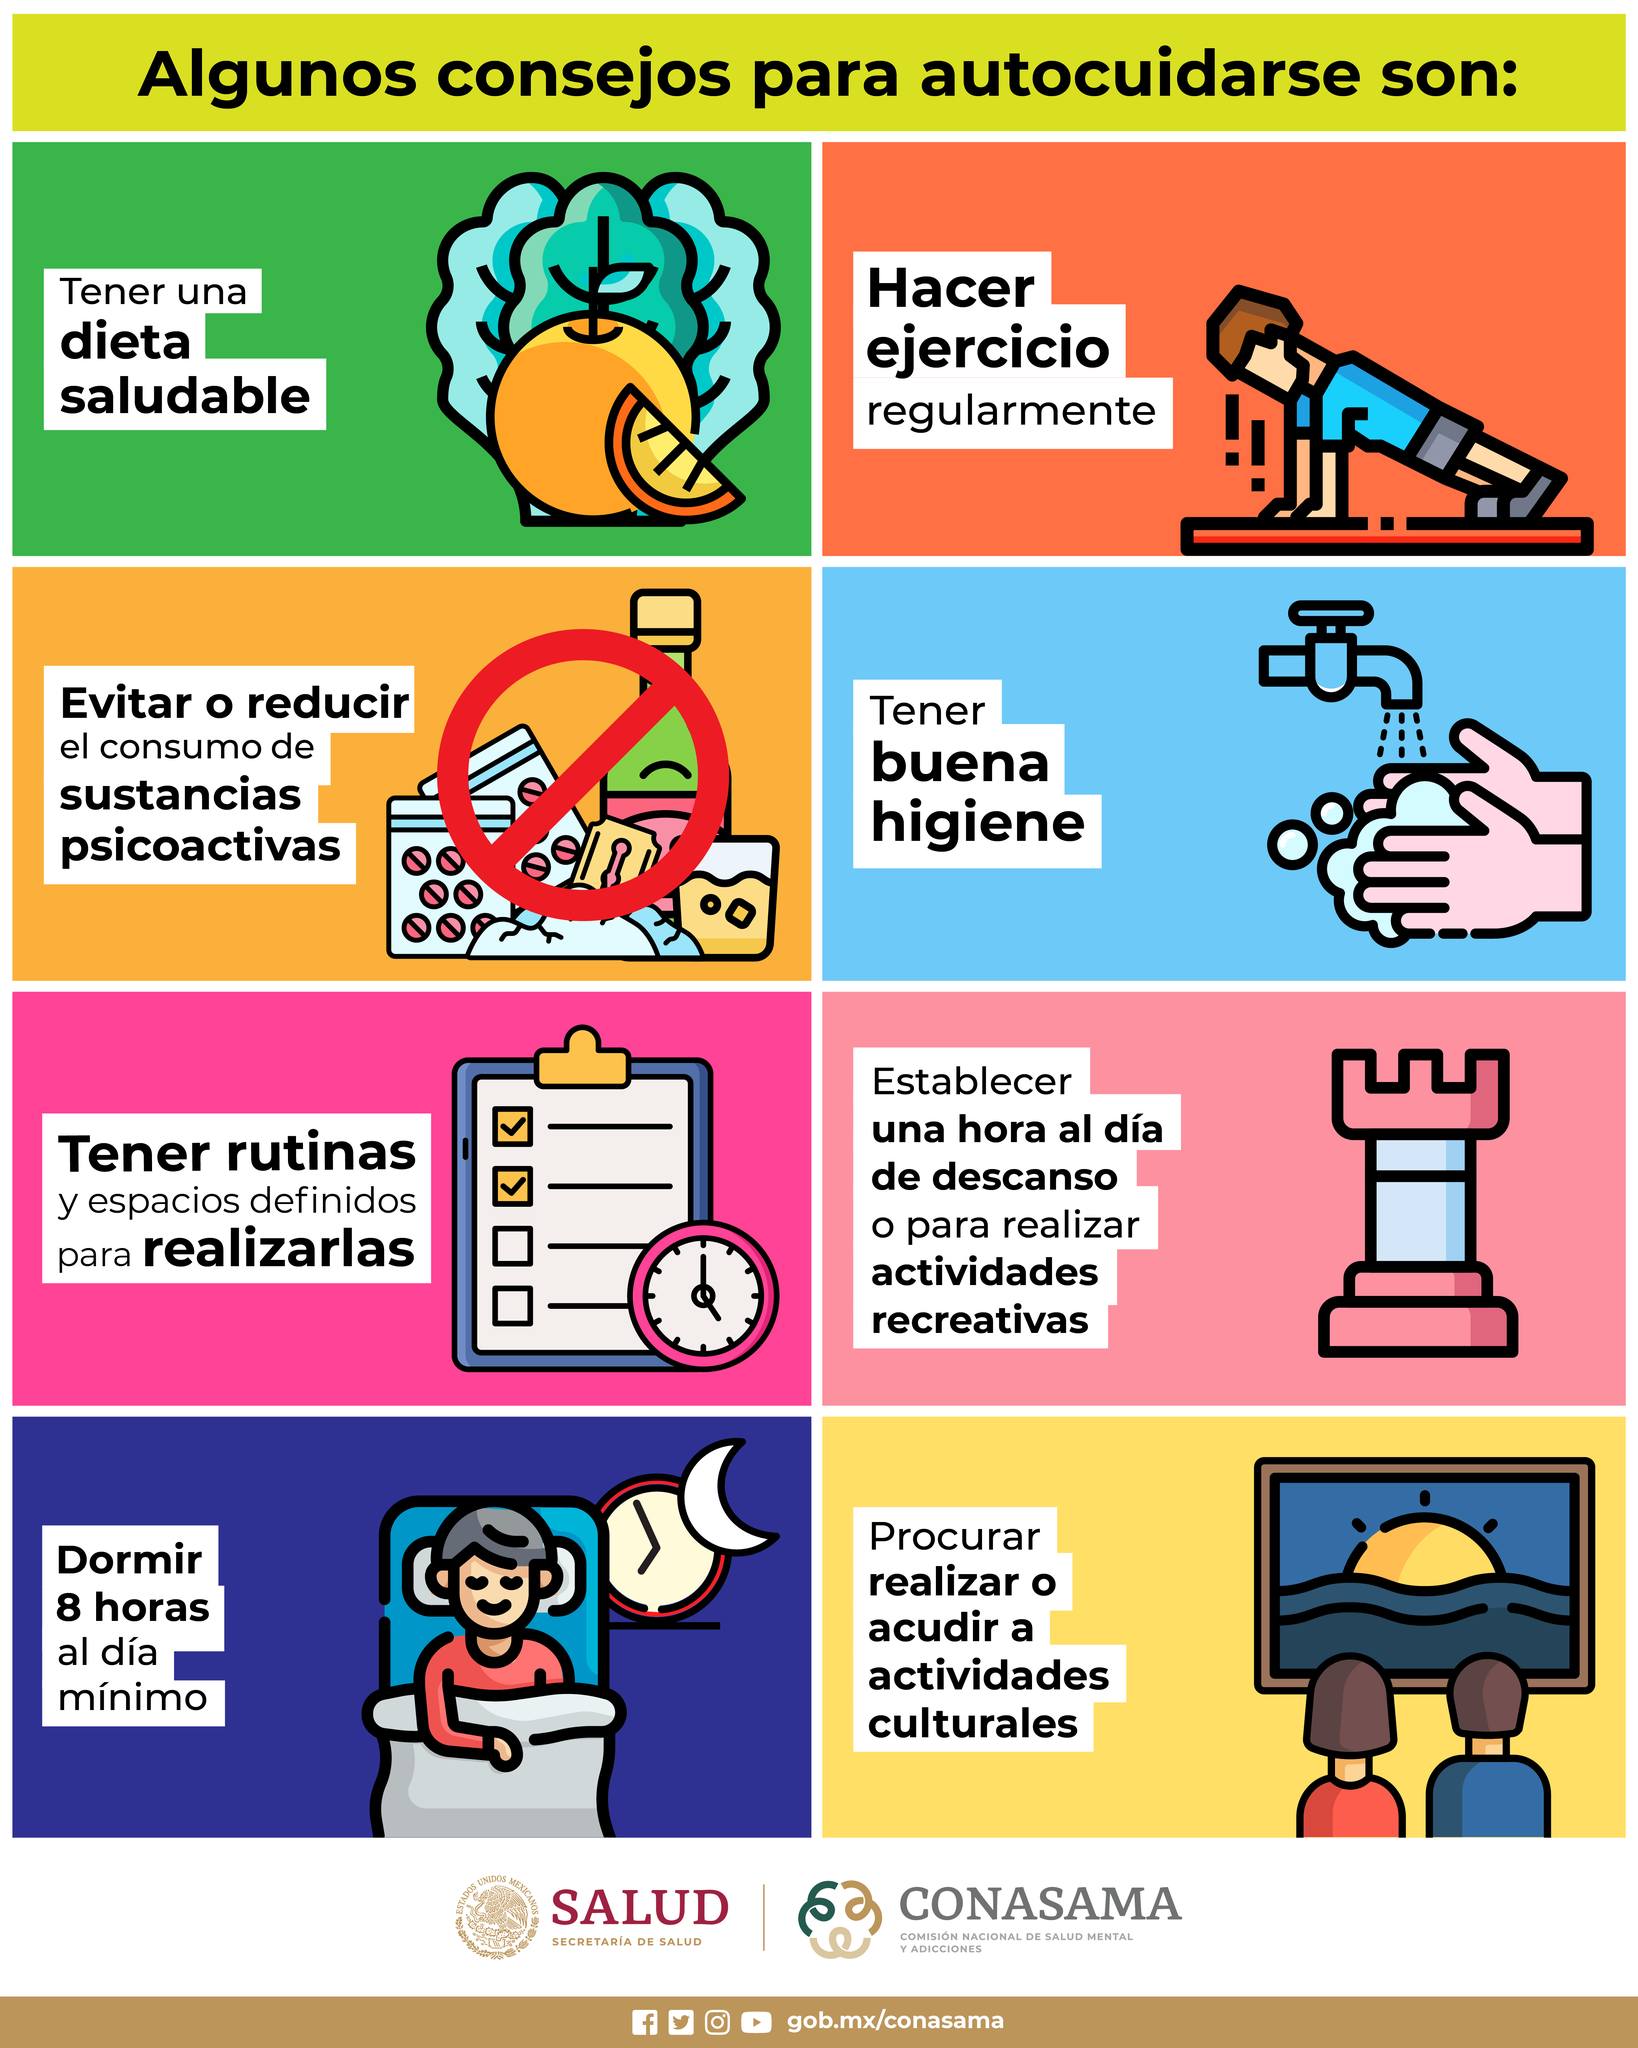 Algunos consejos para autocuidarse son:
Tener una
dieta
saludable
Hacer
ejercicio
regularmente
Evitar o reducir
el consumo de
sustancias
psicoactivas
Tener
buena
higiene
Tener rutinas
y espacios definidos
para realizarlas
Establecer
una hora al día
de descanso
o para realizar
actividades
recreativas
Dormir
8 horas
al día
mínimo
Procurar
realizar o
acudir a
actividades
culturales
ESTADOS UNIDOS MEXICANOS
SALUD
SECRETARÍA DE SALUD
CONASAMA
COMISIÓN NACIONAL DE SALUD MENTAL
Y ADICCIONES
gob.mx/conasama